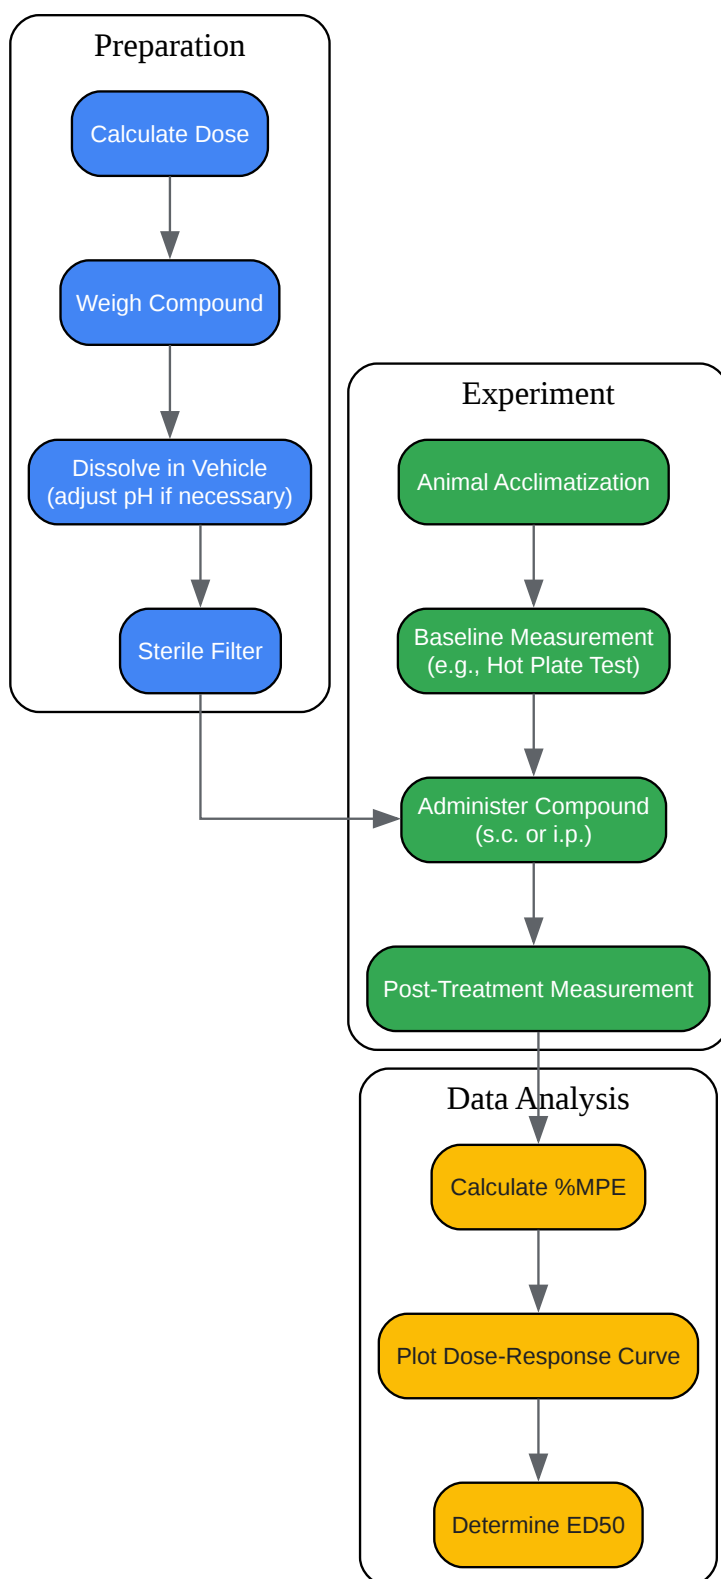 Preparation
Calculate Dose
Weigh Compound
Dissolve in Vehicle
(adjust pH if necessary)
Sterile Filter
Experiment
Animal Acclimatization
Baseline Measurement
(e.g., Hot Plate Test)
Administer Compound
(s.c. or i.p.)
Post-Treatment Measurement
Data Analysis
Calculate %MPE
Plot Dose-Response Curve
Determine ED50